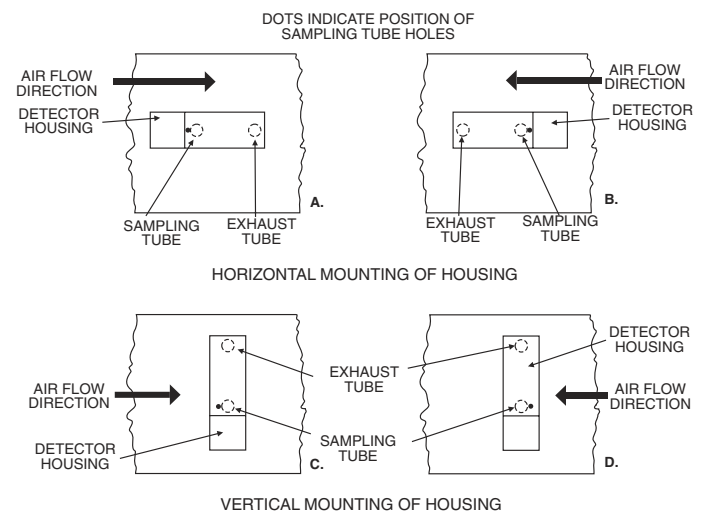 DOTS INDICATE POSITION OF
SAMPLING TUBE HOLES
AIR FLOW
DIRECTION
DETECTOR
HOUSING
SAMPLING
TUBE
EXHAUST
TUBE
A.
AIR FLOW
DIRECTION
DETECTOR
HOUSING
EXHAUST
TUBE
SAMPLING
TUBE
B.
HORIZONTAL MOUNTING OF HOUSING
AIR FLOW
DIRECTION
DETECTOR
HOUSING
C.
EXHAUST
TUBE
SAMPLING
TUBE
DETECTOR
HOUSING
AIR FLOW
DIRECTION
D.
VERTICAL MOUNTING OF HOUSING